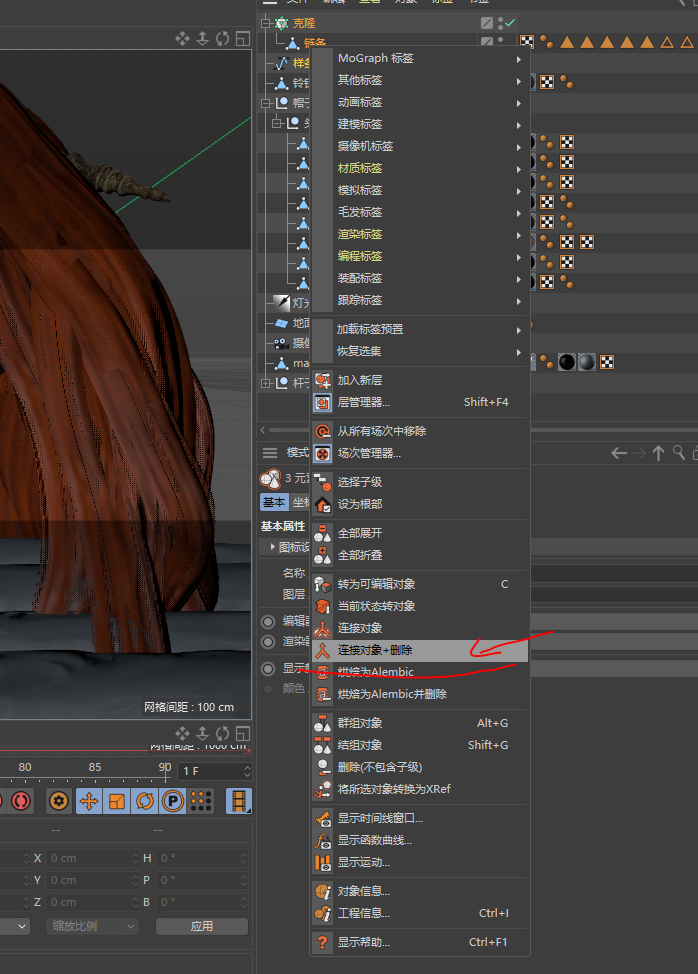 克隆
链条
样条
铃铛
帽子
灯光
地面
摄像
ma
杆子
MoGraph 标签
其他标签
动画标签
建模标签
摄像机标签
材质标签
模拟标签
毛发标签
渲染标签
编程标签
装配标签
跟踪标签
加载标签预置
恢复选集
加入新层
层管理器... Shift+F4
从所有场次中移除
场次管理器...
选择子级
设为根部
全部展开
全部折叠
转为可编辑对象 C
当前状态转对象
连接对象
连接对象+删除
烘焙为Alembic
烘焙为Alembic并删除
群组对象 Alt+G
结组对象 Shift+G
删除(不包含子级)
将所选对象转换为XRef
显示时间线窗口...
显示函数曲线...
显示运动...
对象信息...
工程信息... Ctrl+I
显示帮助... Ctrl+F1
模式
3 元
基本 坐标
基本属性
图标设
名称
图层
编辑器
渲染器
显示
颜色
网格间距 : 100 cm
网格间距 : 1000 cm
80 85 90 1 F
-- --
X 0 cm H 0 °
Y 0 cm P 0 °
Z 0 cm B 0 °
缩放比例 应用